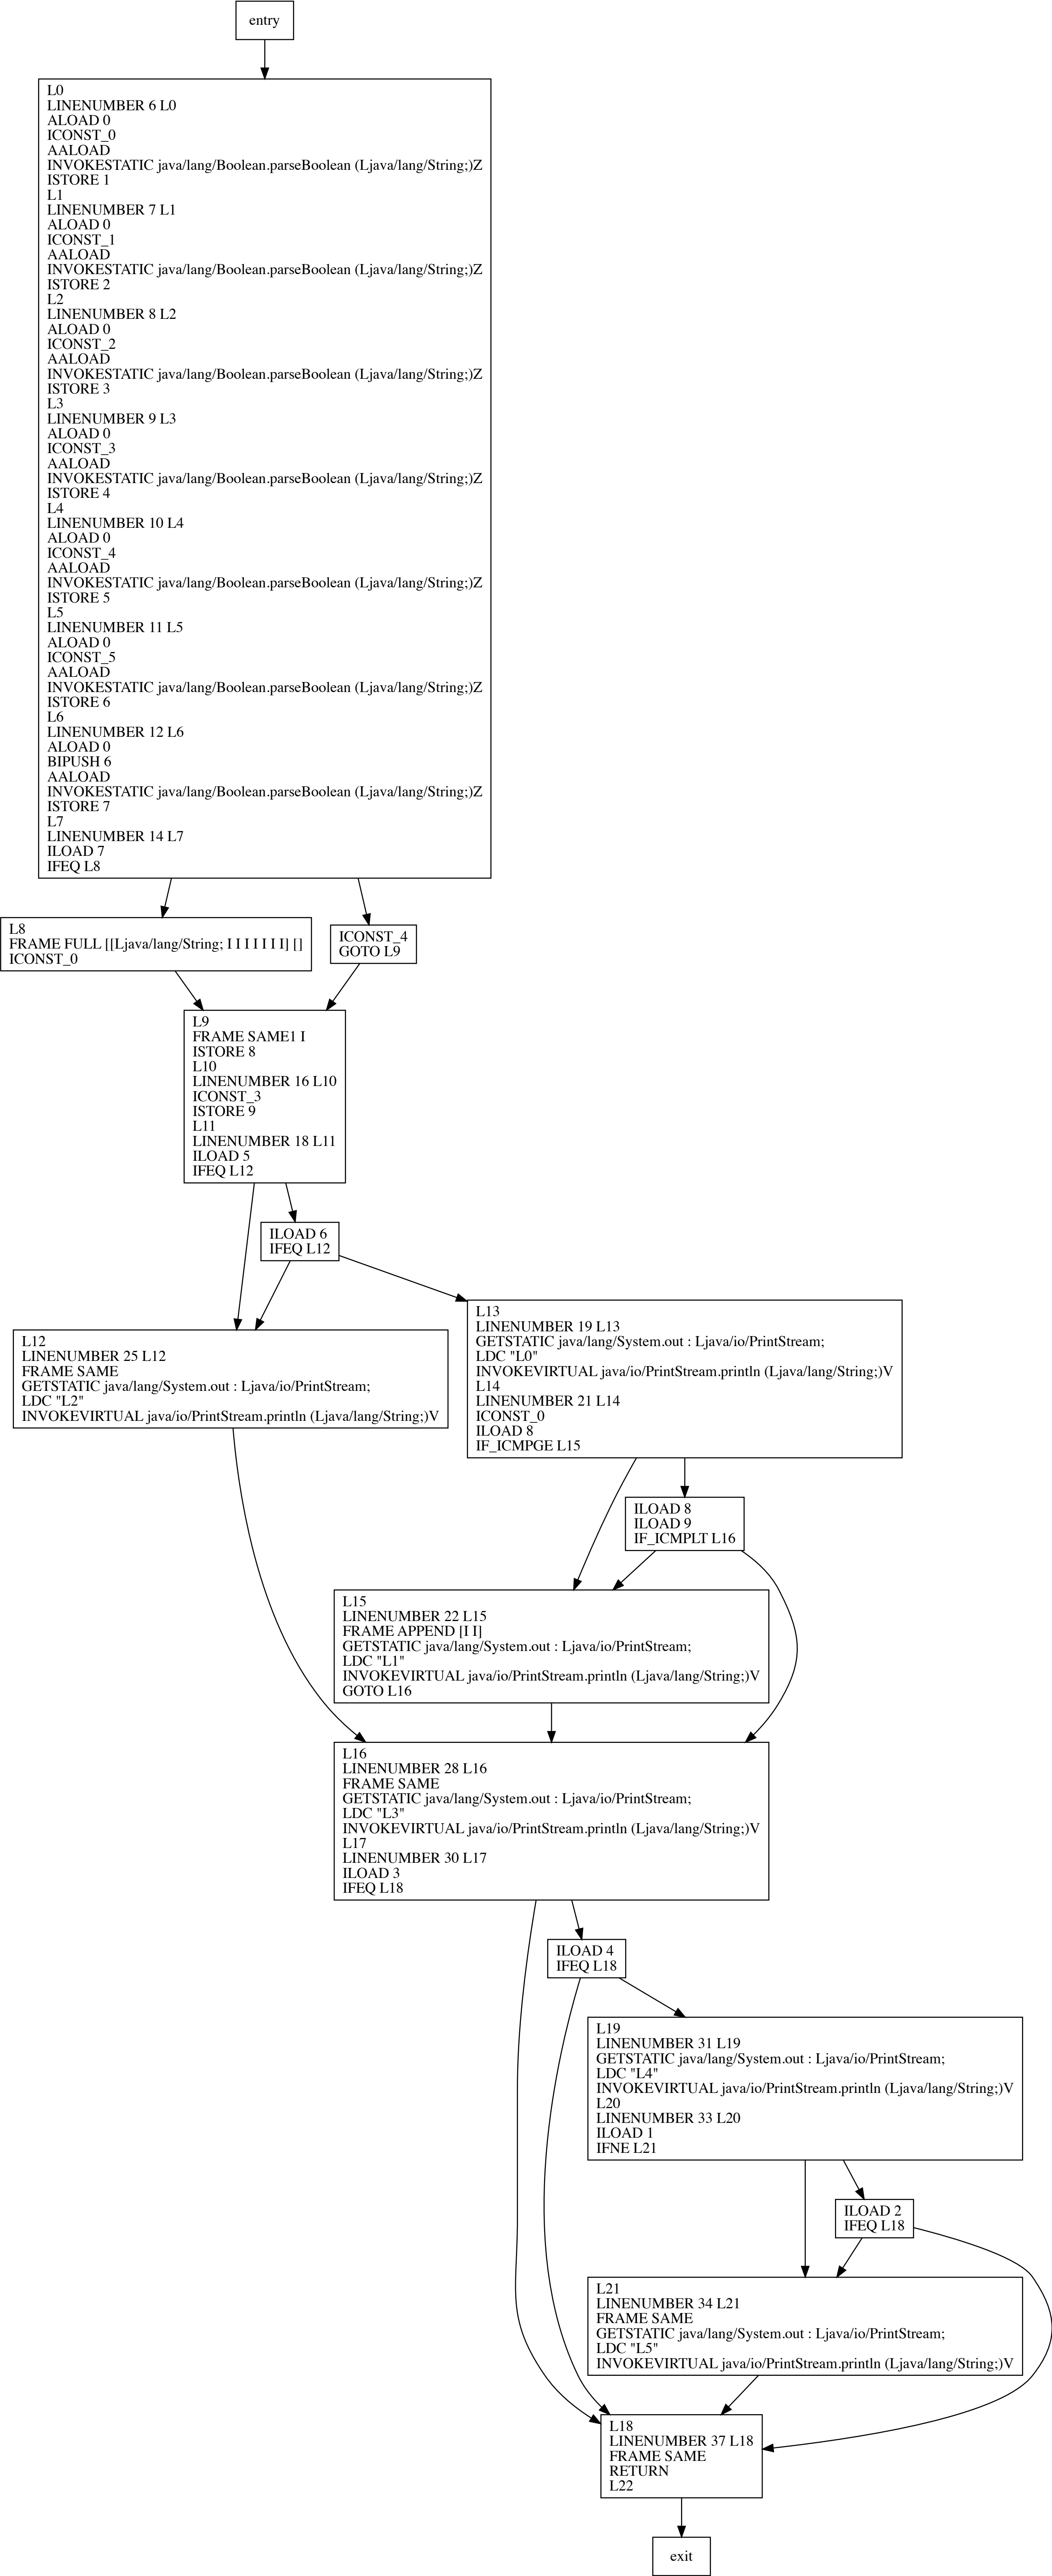 entry
L0
LINENUMBER 6 L0
ALOAD 0
ICONST_0
AALOAD
INVOKESTATIC java/lang/Boolean.parseBoolean (Ljava/lang/String;)Z
ISTORE 1
L1
LINENUMBER 7 L1
ALOAD 0
ICONST_1
AALOAD
INVOKESTATIC java/lang/Boolean.parseBoolean (Ljava/lang/String;)Z
ISTORE 2
L2
LINENUMBER 8 L2
ALOAD 0
ICONST_2
AALOAD
INVOKESTATIC java/lang/Boolean.parseBoolean (Ljava/lang/String;)Z
ISTORE 3
L3
LINENUMBER 9 L3
ALOAD 0
ICONST_3
AALOAD
INVOKESTATIC java/lang/Boolean.parseBoolean (Ljava/lang/String;)Z
ISTORE 4
L4
LINENUMBER 10 L4
ALOAD 0
ICONST_4
AALOAD
INVOKESTATIC java/lang/Boolean.parseBoolean (Ljava/lang/String;)Z
ISTORE 5
L5
LINENUMBER 11 L5
ALOAD 0
ICONST_5
AALOAD
INVOKESTATIC java/lang/Boolean.parseBoolean (Ljava/lang/String;)Z
ISTORE 6
L6
LINENUMBER 12 L6
ALOAD 0
BIPUSH 6
AALOAD
INVOKESTATIC java/lang/Boolean.parseBoolean (Ljava/lang/String;)Z
ISTORE 7
L7
LINENUMBER 14 L7
ILOAD 7
IFEQ L8
L8
FRAME FULL [[Ljava/lang/String; I I I I I I I] []
ICONST_0
ICONST_4
GOTO L9
L9
FRAME SAME1 I
ISTORE 8
L10
LINENUMBER 16 L10
ICONST_3
ISTORE 9
L11
LINENUMBER 18 L11
ILOAD 5
IFEQ L12
ILOAD 6
IFEQ L12
L12
LINENUMBER 25 L12
FRAME SAME
GETSTATIC java/lang/System.out : Ljava/io/PrintStream;
LDC "L2"
INVOKEVIRTUAL java/io/PrintStream.println (Ljava/lang/String;)V
L13
LINENUMBER 19 L13
GETSTATIC java/lang/System.out : Ljava/io/PrintStream;
LDC "L0"
INVOKEVIRTUAL java/io/PrintStream.println (Ljava/lang/String;)V
L14
LINENUMBER 21 L14
ICONST_0
ILOAD 8
IF_ICMPGE L15
ILOAD 8
ILOAD 9
IF_ICMPLT L16
L15
LINENUMBER 22 L15
FRAME APPEND [I I]
GETSTATIC java/lang/System.out : Ljava/io/PrintStream;
LDC "L1"
INVOKEVIRTUAL java/io/PrintStream.println (Ljava/lang/String;)V
GOTO L16
L16
LINENUMBER 28 L16
FRAME SAME
GETSTATIC java/lang/System.out : Ljava/io/PrintStream;
LDC "L3"
INVOKEVIRTUAL java/io/PrintStream.println (Ljava/lang/String;)V
L17
LINENUMBER 30 L17
ILOAD 3
IFEQ L18
ILOAD 4
IFEQ L18
L19
LINENUMBER 31 L19
GETSTATIC java/lang/System.out : Ljava/io/PrintStream;
LDC "L4"
INVOKEVIRTUAL java/io/PrintStream.println (Ljava/lang/String;)V
L20
LINENUMBER 33 L20
ILOAD 1
IFNE L21
ILOAD 2
IFEQ L18
L21
LINENUMBER 34 L21
FRAME SAME
GETSTATIC java/lang/System.out : Ljava/io/PrintStream;
LDC "L5"
INVOKEVIRTUAL java/io/PrintStream.println (Ljava/lang/String;)V
L18
LINENUMBER 37 L18
FRAME SAME
RETURN
L22
exit